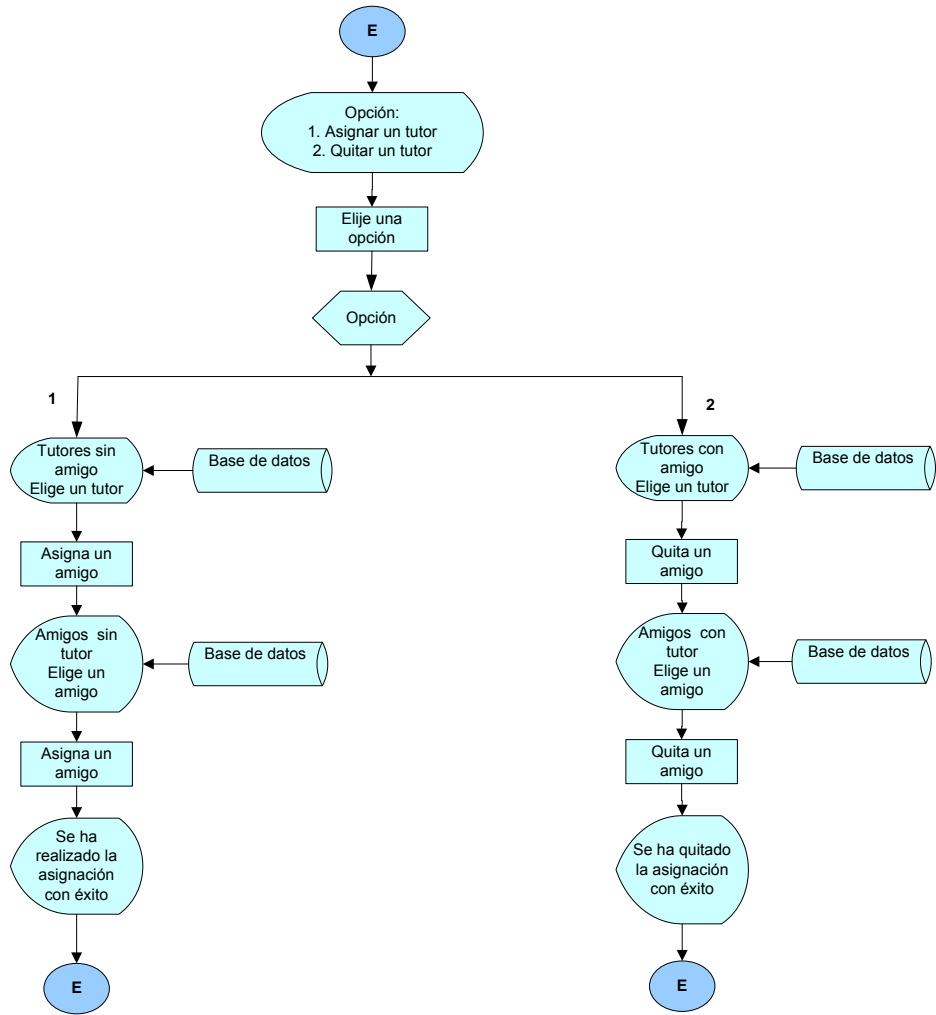 E
Opción:
1. Asignar un tutor
2. Quitar un tutor
Elije una
opción
Opción
1
Tutores sin
amigo
Elige un tutor
Base de datos
Asigna un
amigo
Amigos sin
tutor
Elige un
amigo
Base de datos
Asigna un
amigo
Se ha
realizado la
asignación
con éxito
E
2
Tutores con
amigo
Elige un tutor
Base de datos
Quita un
amigo
Amigos con
tutor
Elige un
amigo
Base de datos
Quita un
amigo
Se ha quitado
la asignación
con éxito
E